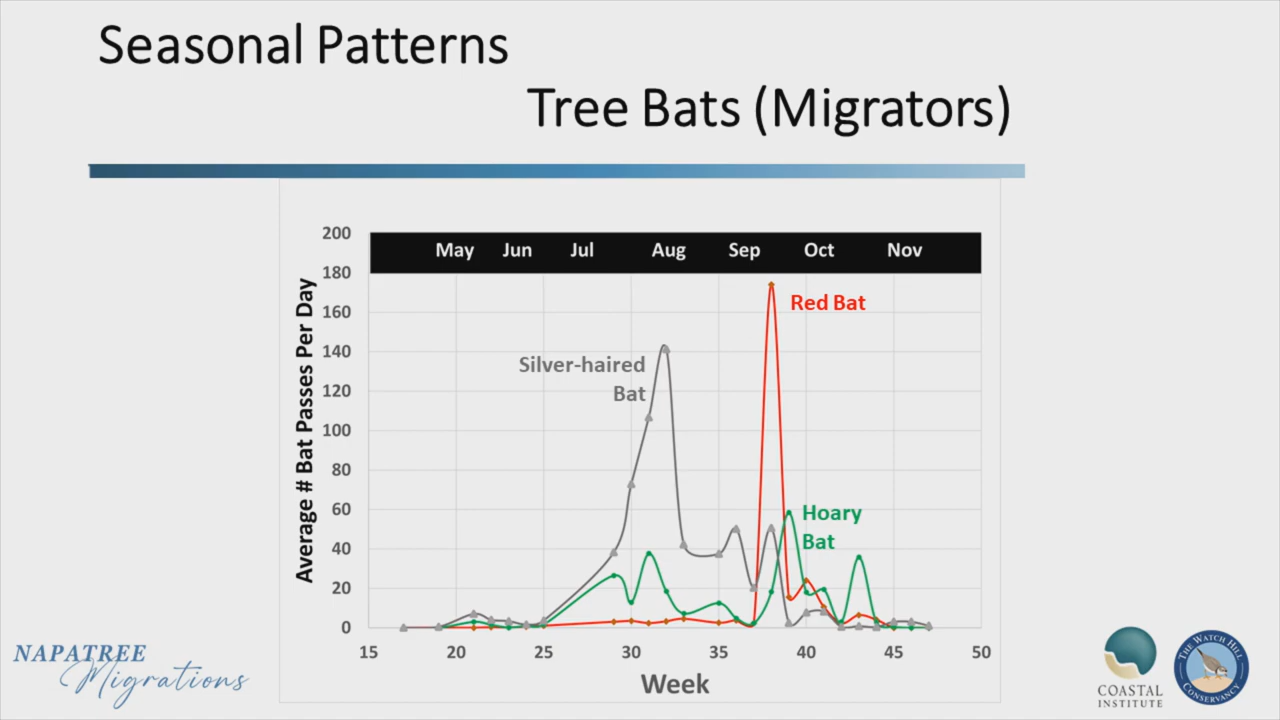 Seasonal Patterns
Tree Bats (Migrators)
200
May Jun Jul Aug Sep Oct Nov
180
160
140
120
100
80
60
40
20
0
Average # Bat Passes Per Day
Red Bat
Silver-haired
Bat
Hoary
Bat
15 20 25 30 35 40 45 50
Week
NAPATREE
Migrations
COASTAL
INSTITUTE
THE WATCH HILL
CONSERVANCY